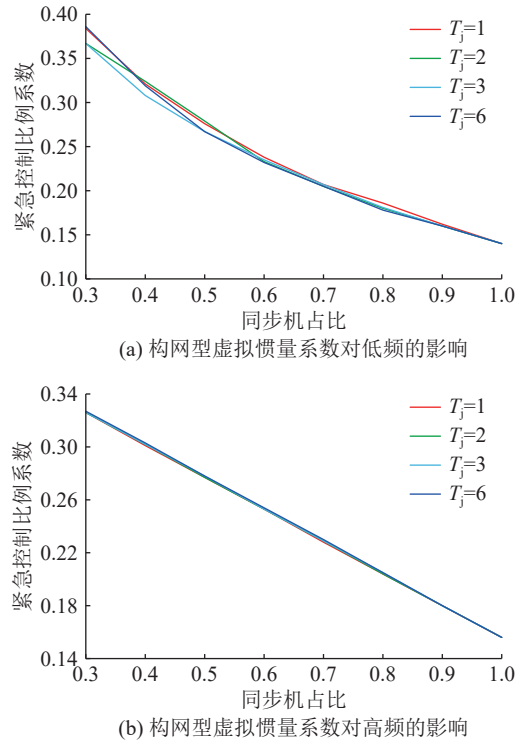 0.40
0.35
0.30
0.25
0.20
0.15
0.10
紧急控制比例系数
T_j=1
T_j=2
T_j=3
T_j=6
0.3 0.4 0.5 0.6 0.7 0.8 0.9 1.0
同步机占比
(a) 构网型虚拟惯量系数对低频的影响
0.34
0.30
0.26
0.22
0.18
0.14
紧急控制比例系数
T_j=1
T_j=2
T_j=3
T_j=6
0.3 0.4 0.5 0.6 0.7 0.8 0.9 1.0
同步机占比
(b) 构网型虚拟惯量系数对高频的影响